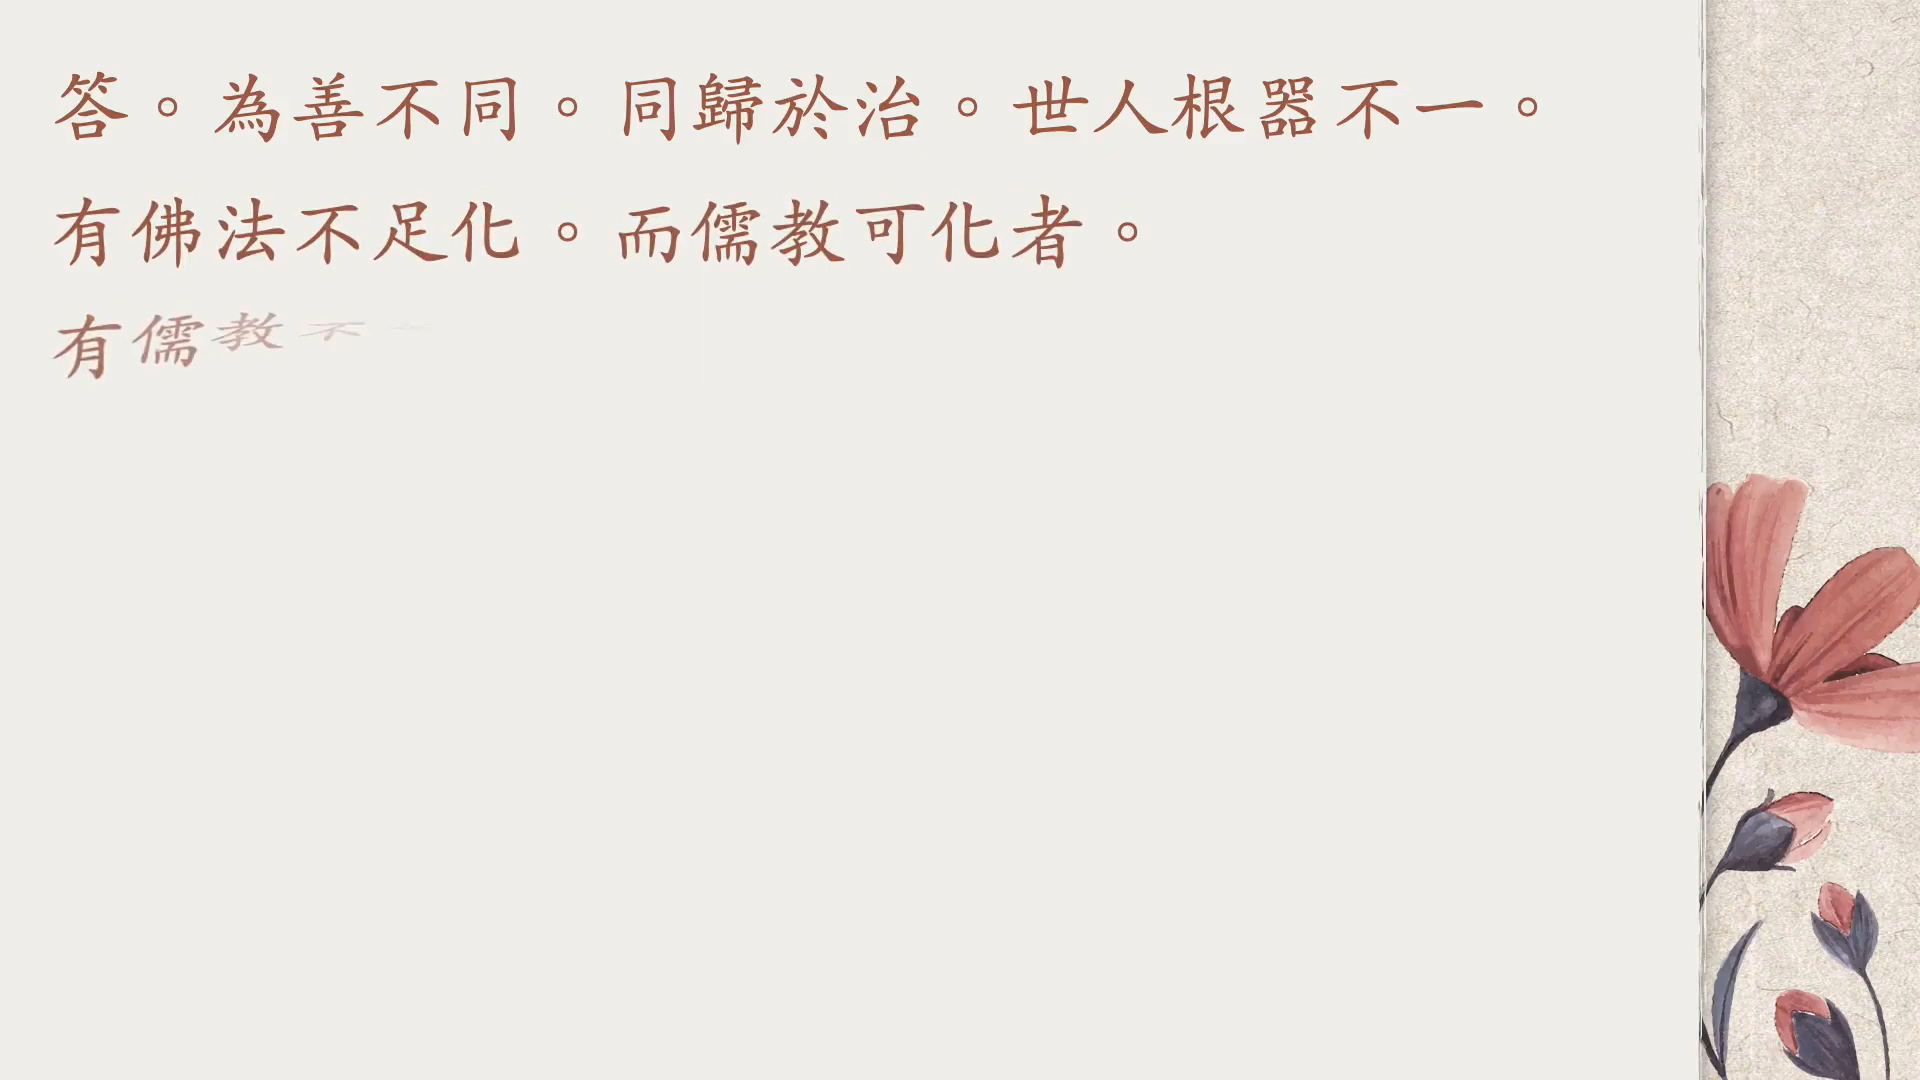 答。為善不同。同歸於治。世人根器不一。
有佛法不足化。而儒教可化者。
有儒教不